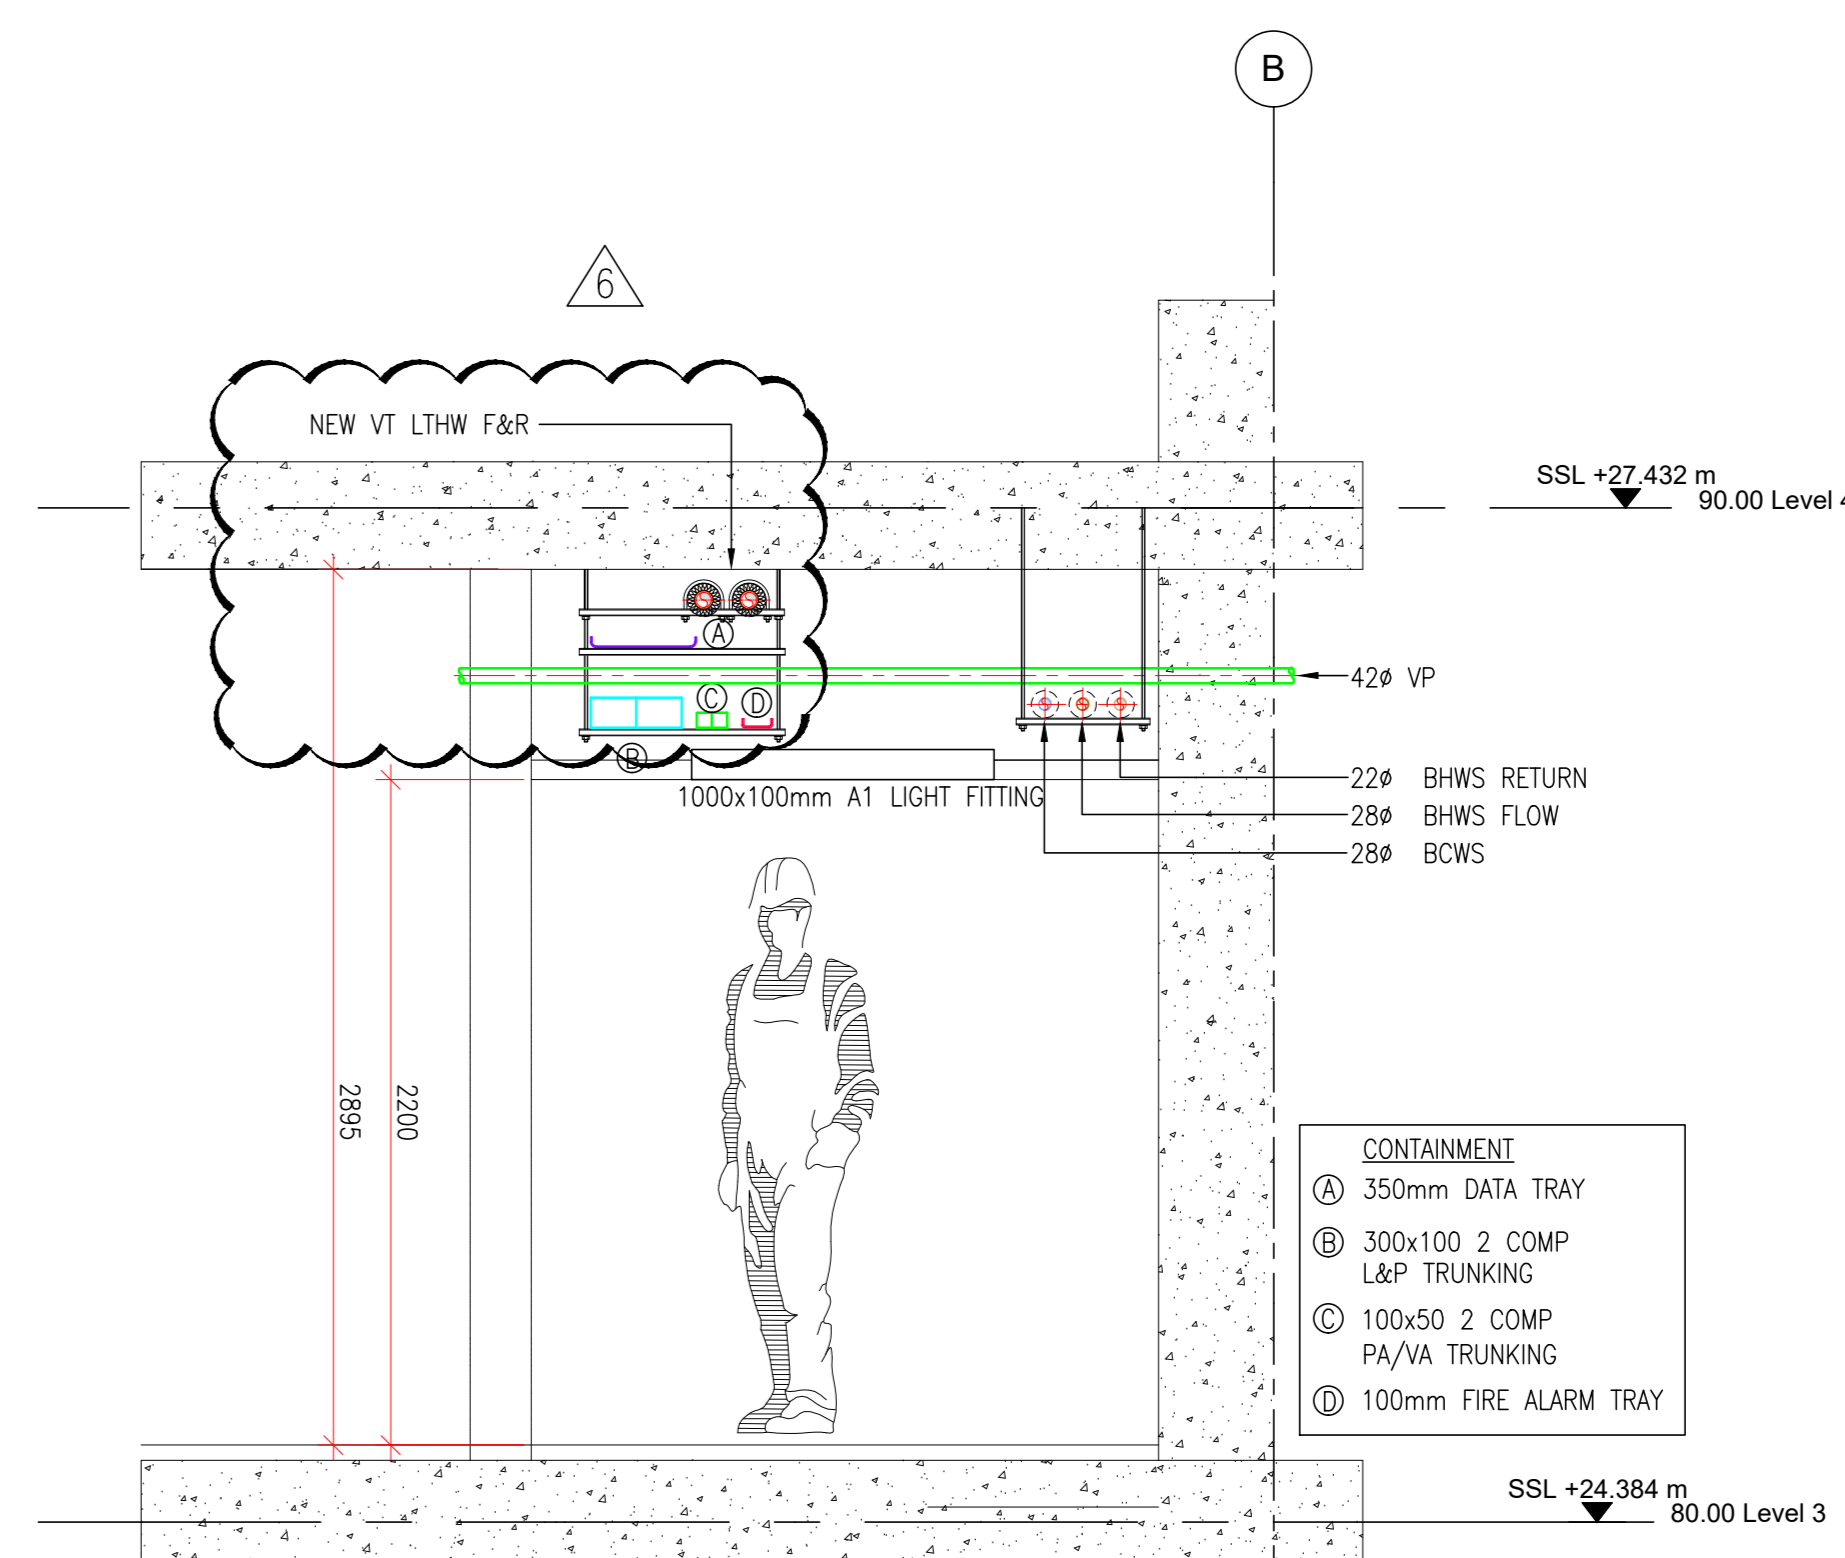 B
6
NEW VT LTHW F&R
SSL +27.432 m
90.00 Level 4
A
42ø VP
C
D
B
1000x100mm A1 LIGHT FITTING
22ø BHWS RETURN
28ø BHWS FLOW
28ø BCWS
2895
2200
CONTAINMENT
A 350mm DATA TRAY
B 300x100 2 COMP
L&P TRUNKING
C 100x50 2 COMP
PA/VA TRUNKING
D 100mm FIRE ALARM TRAY
SSL +24.384 m
80.00 Level 3